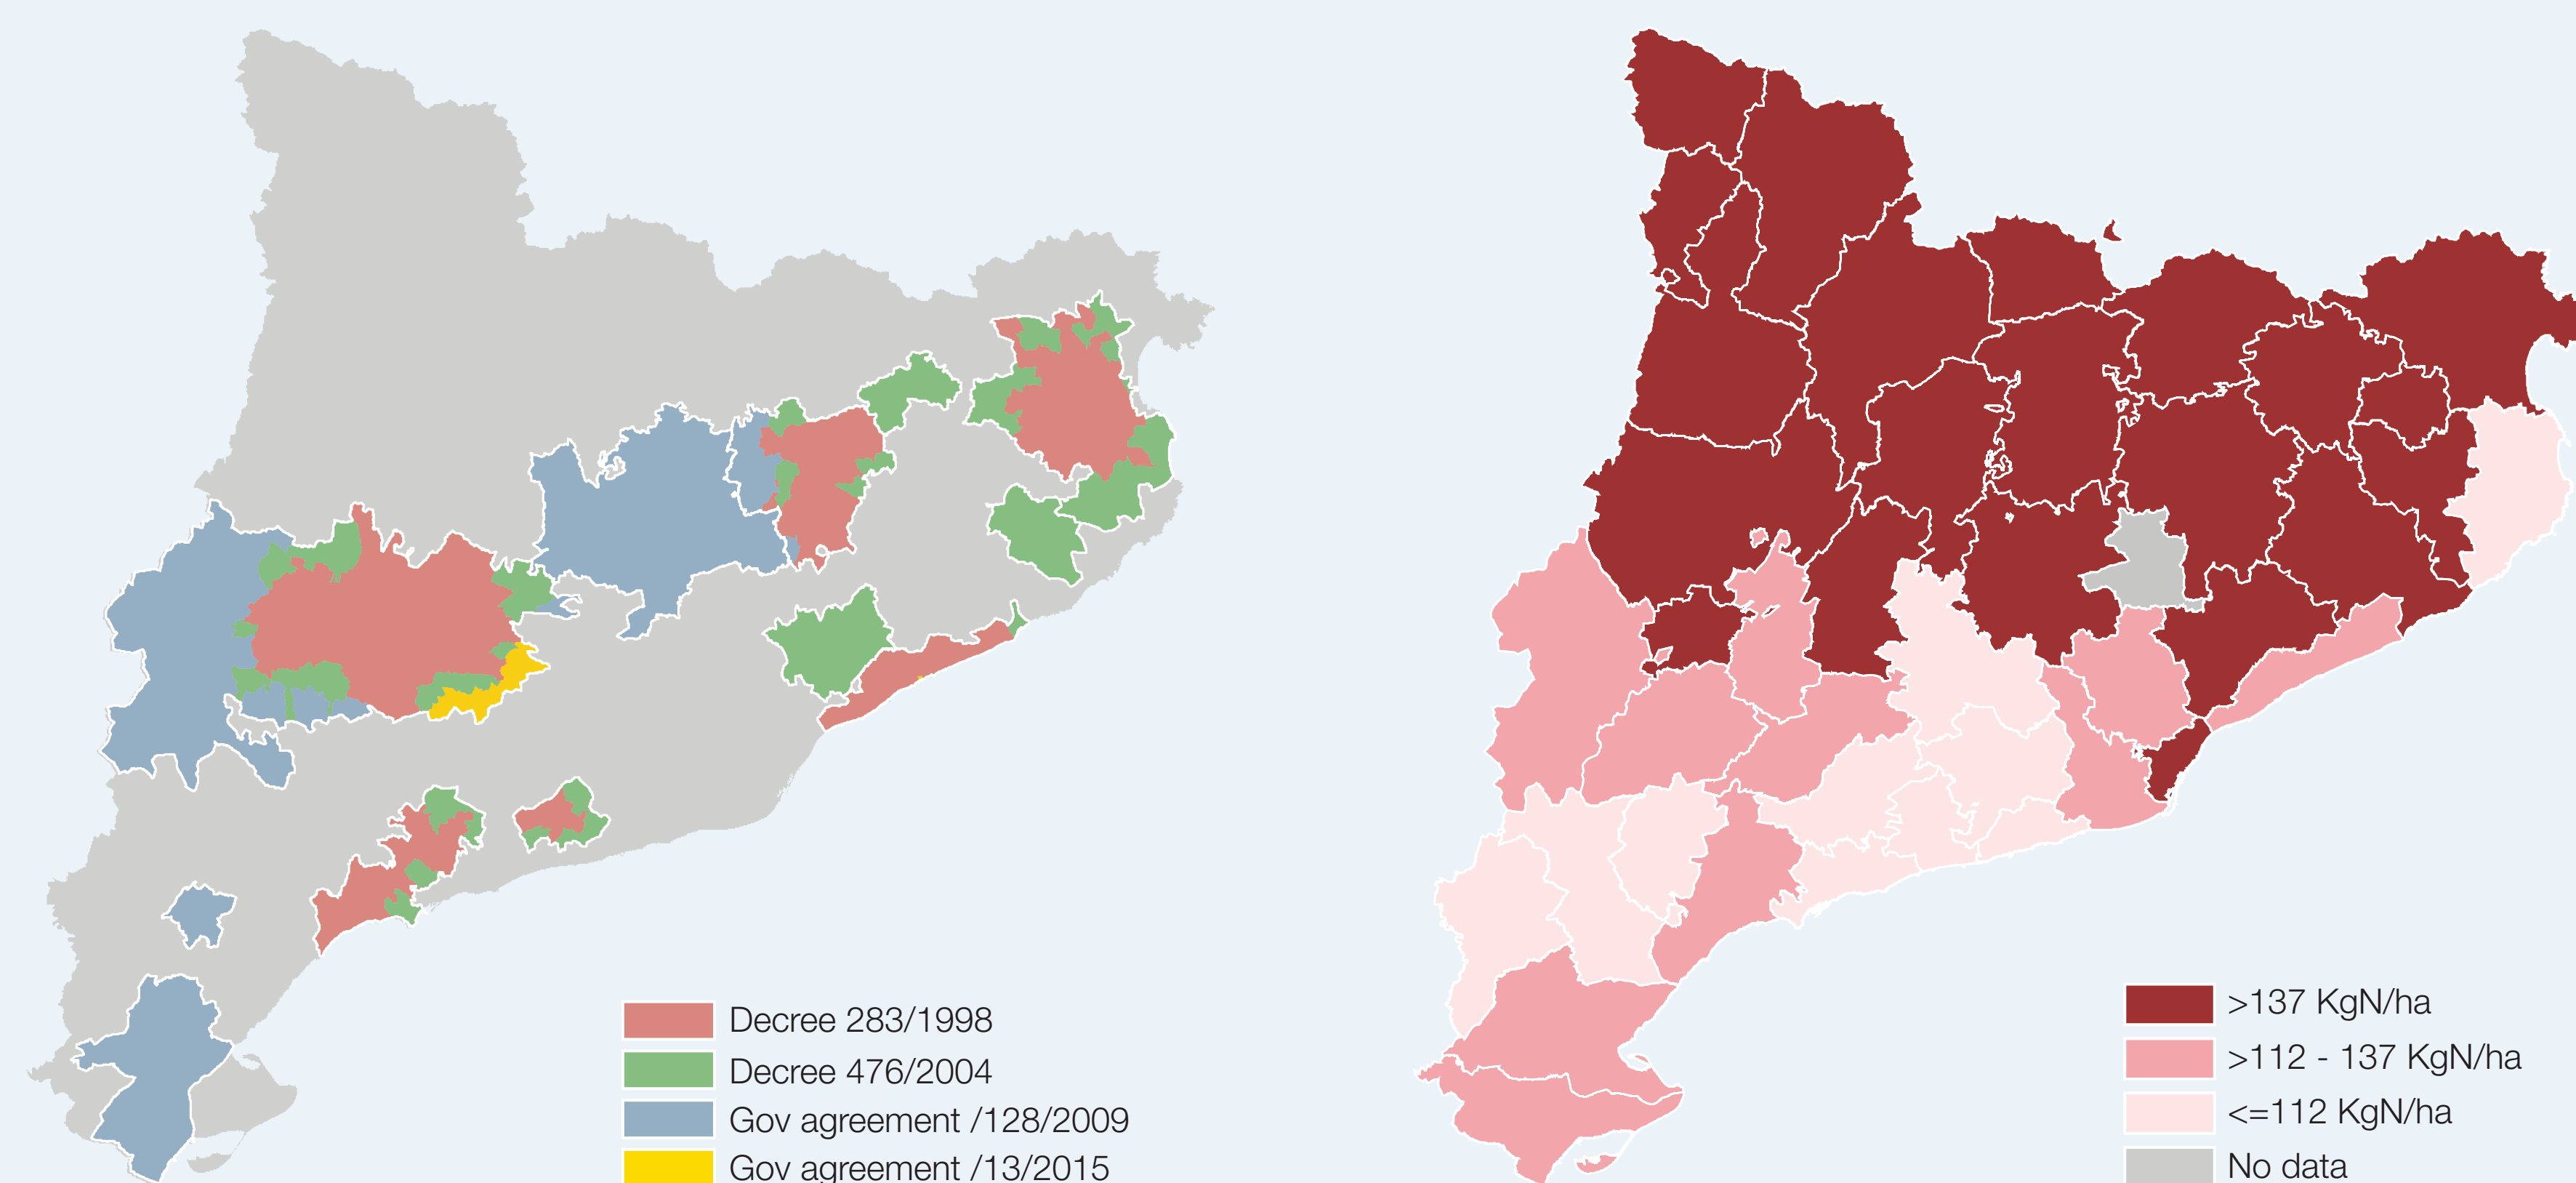 Decree 283/1998
Decree 476/2004
Gov agreement /128/2009
Gov agreement /13/2015
>137 KgN/ha
>112 - 137 KgN/ha
<=112 KgN/ha
No data